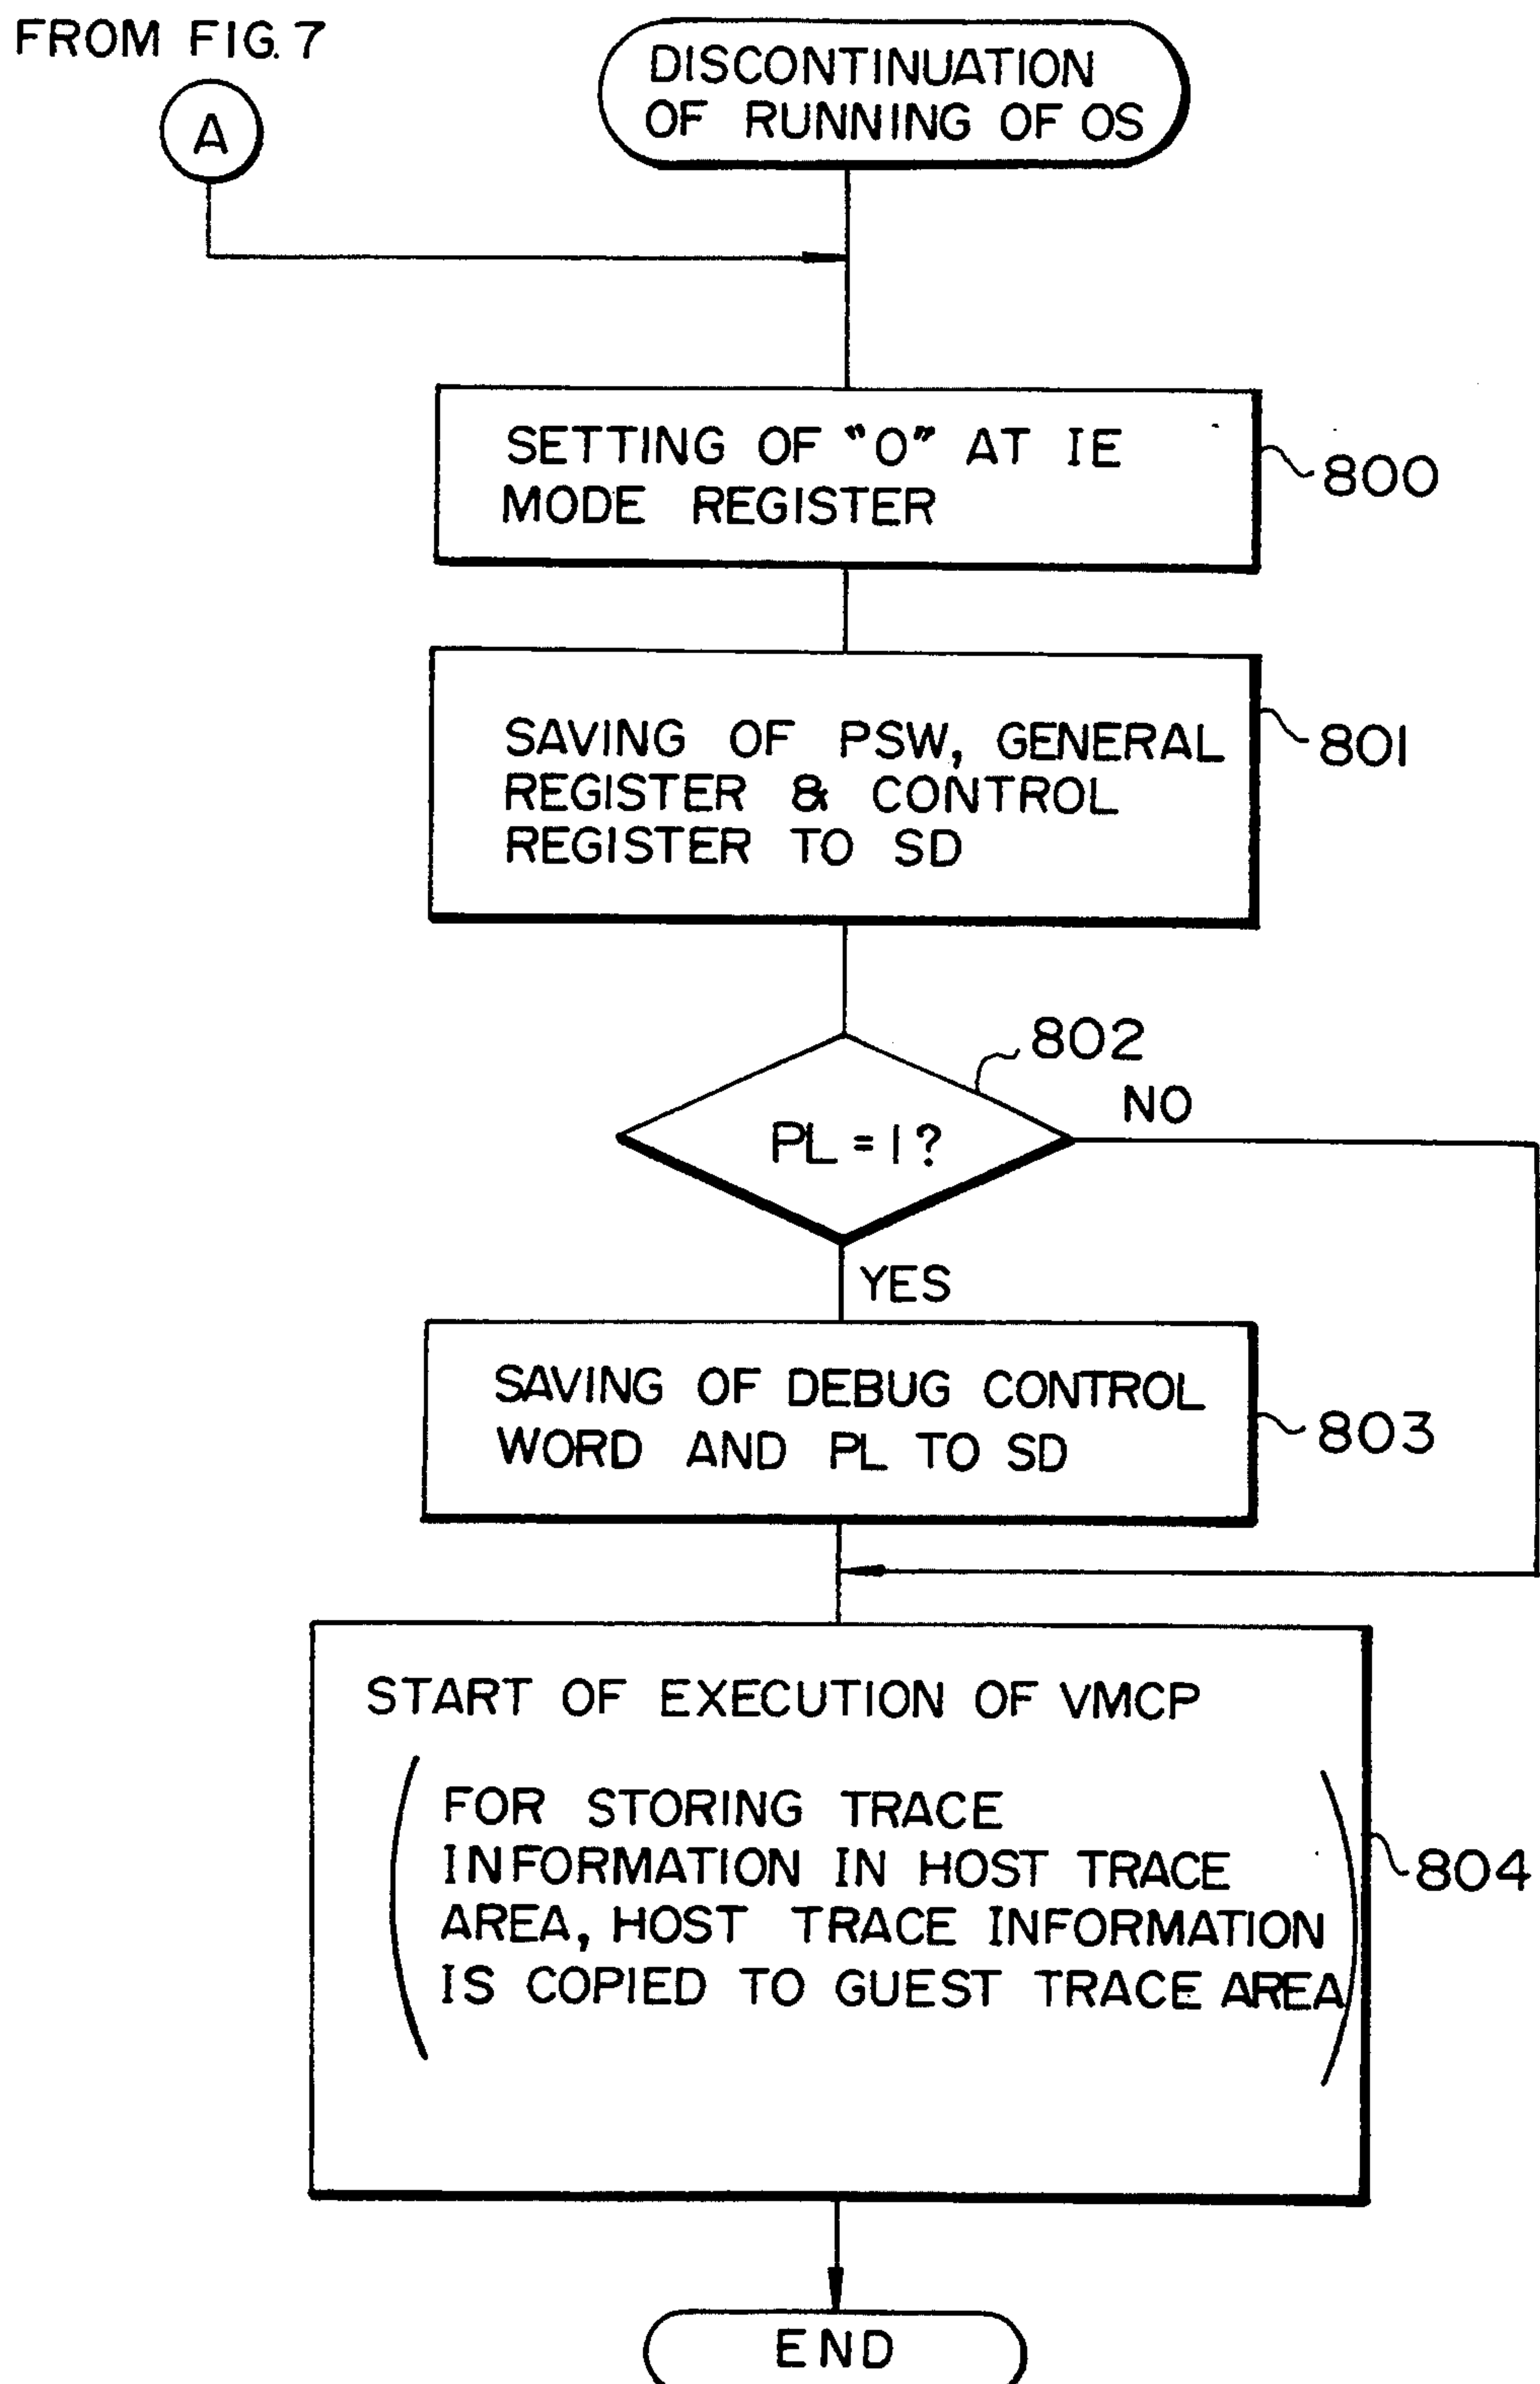 FROM FIG. 7
A
DISCONTINUATION
OF RUNNING OF OS
SETTING OF "O" AT IE
MODE REGISTER
800
SAVING OF PSW, GENERAL
REGISTER & CONTROL
REGISTER TO SD
801
802
PL = 1 ?
NO
YES
SAVING OF DEBUG CONTROL
WORD AND PL TO SD
803
START OF EXECUTION OF VMCP
FOR STORING TRACE
INFORMATION IN HOST TRACE
AREA, HOST TRACE INFORMATION
IS COPIED TO GUEST TRACE AREA
804
END